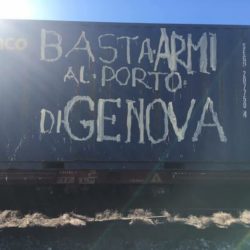 BASTA ARMI
AL·PORTO·
Di GENOVA